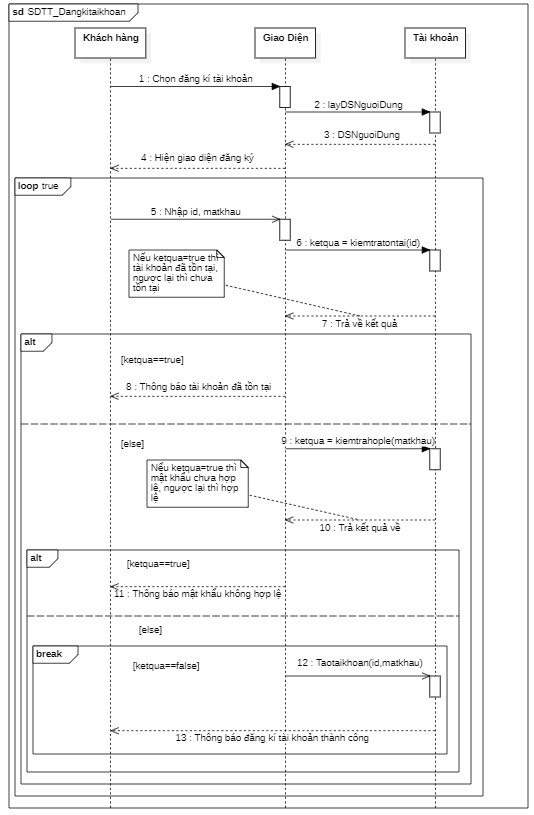 sd SDTT_Dangkitaikhoan
Khách hàng
Giao Diện
Tài khoản
1 : Chọn đăng kí tài khoản
2 : layDSNguoiDung
3 : DSNguoiDung
4 : Hiện giao diện đăng ký
loop true
5 : Nhập id, matkhau
6 : ketqua = kiemtratontai(id)
Nếu ketqua=true thì
tài khoản đã tồn tại,
ngược lại thì chưa
tồn tại
7 : Trả về kết quả
alt
[ketqua==true]
8 : Thông báo tài khoản đã tồn tại
[else]
9 : ketqua = kiemtrahople(matkhau)
Nếu ketqua=true thì
mật khẩu chưa hợp
lệ, ngược lại thì hợp
lệ
10 : Trả kết quả về
alt
[ketqua==true]
11 : Thông báo mật khẩu không hợp lệ
[else]
break
[ketqua==false]
12 : Taotaikhoan(id,matkhau)
13 : Thông báo đăng kí tài khoản thành công